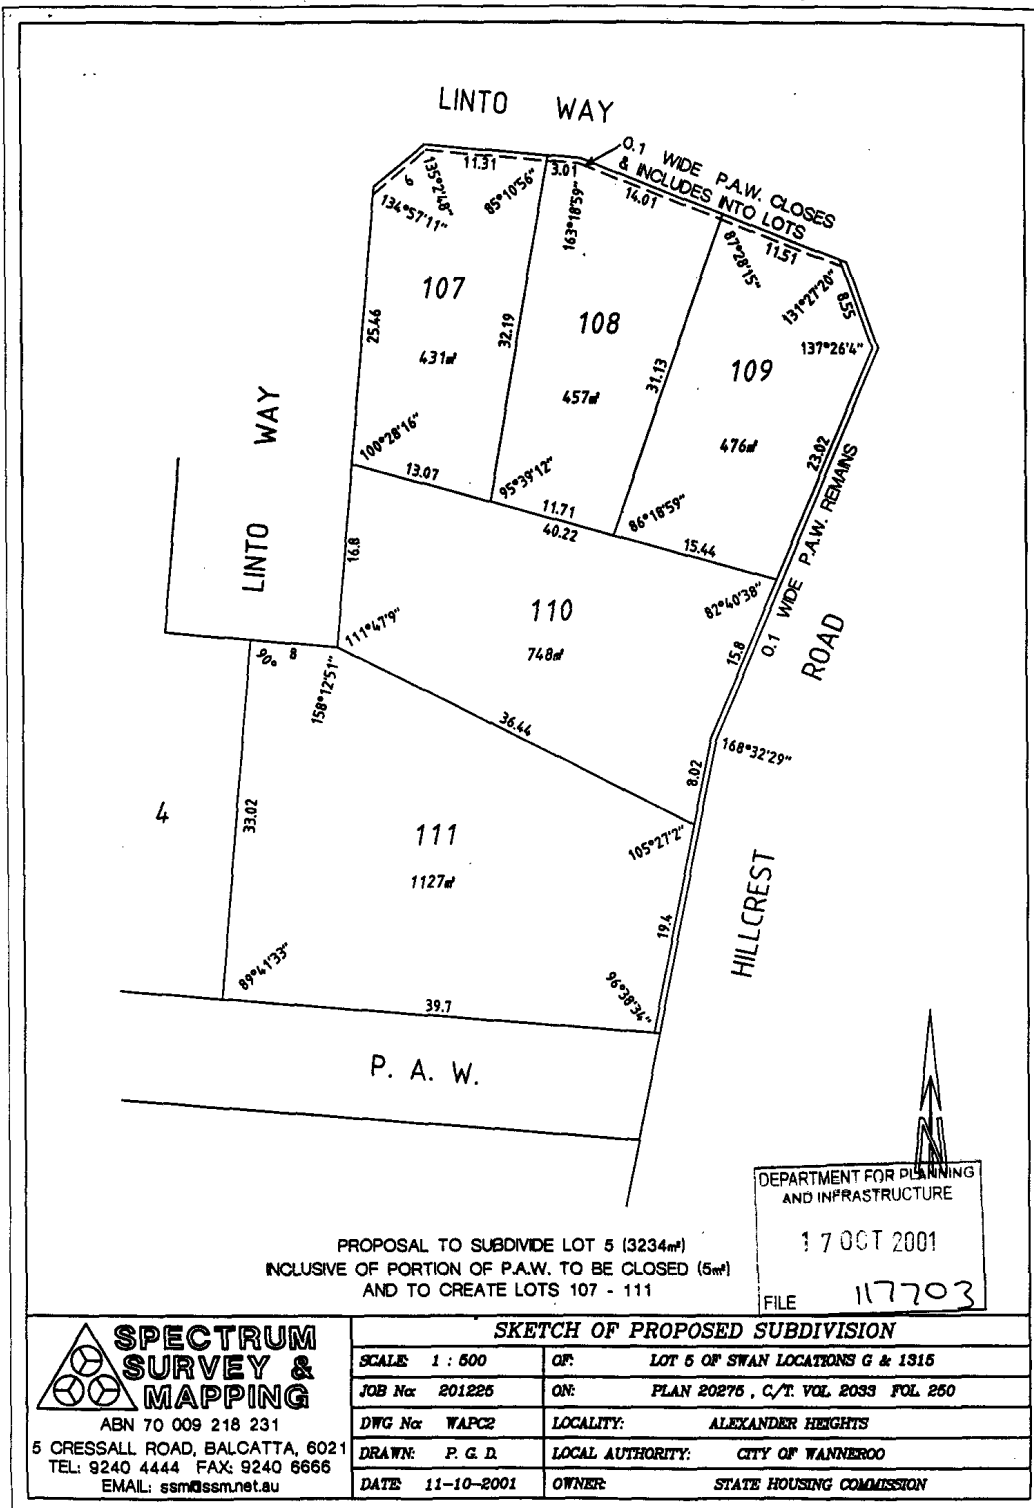 LINTO WAY
0.1 WIDE P.A.W. CLOSES
& INCLUDES INTO LOTS
11.31
3.01
14.01
11.51
6
135°2'48"
134°57'11"
85°10'56"
163°18'59"
87°28'15"
131°27'20"
8.55
137°26'4"
107
431m²
25.46
32.19
108
457m²
31.13
109
476m²
23.02
LINTO WAY
100°28'16"
13.07
95°39'12"
11.71
40.22
86°18'59"
15.44
82°40'38"
0.1 WIDE P.A.W. REMAINS
16.8
110
748m²
15.8
111°47'9"
90°
8
158°12'51"
36.44
168°32'29"
8.02
HILLCREST ROAD
4
33.02
111
1127m²
105°27'2"
19.4
89°41'33"
96°38'34"
39.7
P. A. W.
N
DEPARTMENT FOR PLANNING
AND INFRASTRUCTURE
17 OCT 2001
FILE 117703
PROPOSAL TO SUBDIVIDE LOT 5 (3234m²)
INCLUSIVE OF PORTION OF P.A.W. TO BE CLOSED (5m²)
AND TO CREATE LOTS 107 - 111
SPECTRUM
SURVEY &
MAPPING
ABN 70 009 218 231
5 CRESSALL ROAD, BALCATTA, 6021
TEL: 9240 4444 FAX: 9240 6666
EMAIL: ssm@ssm.net.au
SKETCH OF PROPOSED SUBDIVISION
SCALE: 1 : 500
OF: LOT 5 OF SWAN LOCATIONS G & 1315
JOB No: 201225
ON: PLAN 20275 , C/T. VOL 2033 FOL 250
DWG No: WAPC2
LOCALITY: ALEXANDER HEIGHTS
DRAWN: P. G. D.
LOCAL AUTHORITY: CITY OF WANNEROO
DATE: 11-10-2001
OWNER: STATE HOUSING COMMISSION